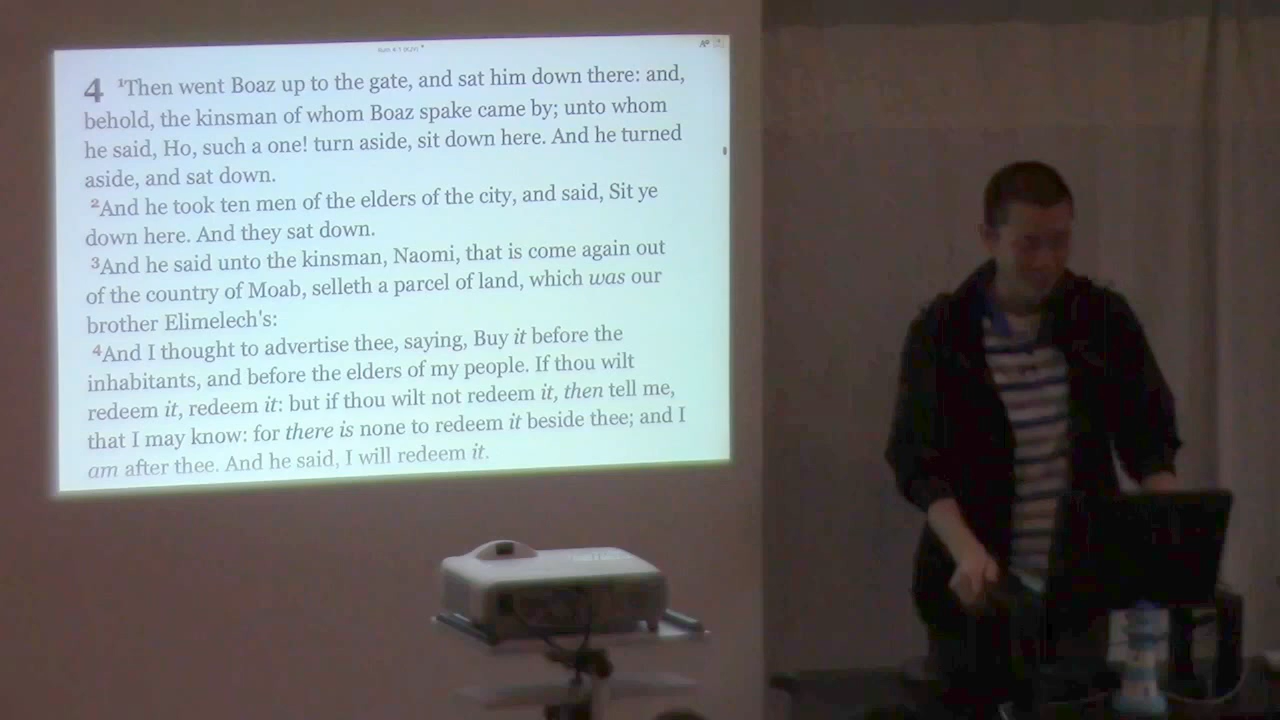 Ruth 4:1 (KJV)
4 1Then went Boaz up to the gate, and sat him down there: and,
behold, the kinsman of whom Boaz spake came by; unto whom
he said, Ho, such a one! turn aside, sit down here. And he turned
aside, and sat down.
2And he took ten men of the elders of the city, and said, Sit ye
down here. And they sat down.
3And he said unto the kinsman, Naomi, that is come again out
of the country of Moab, selleth a parcel of land, which was our
brother Elimelech's:
4And I thought to advertise thee, saying, Buy it before the
inhabitants, and before the elders of my people. If thou wilt
redeem it, redeem it: but if thou wilt not redeem it, then tell me,
that I may know: for there is none to redeem it beside thee; and I
am after thee. And he said, I will redeem it.